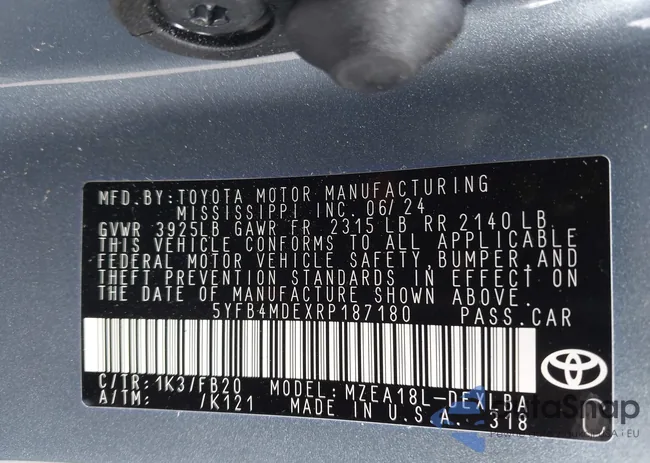 MFD. BY: TOYOTA MOTOR MANUFACTURING
MISSISSIPPI INC. 06/24
GVWR 3925LB GAWR FR 2315 LB RR 2140 LB
THIS VEHICLE CONFORMS TO ALL APPLICABLE
FEDERAL MOTOR VEHICLE SAFETY, BUMPER, AND
THEFT PREVENTION STANDARDS IN EFFECT ON
THE DATE OF MANUFACTURE SHOWN ABOVE.
5YFB4MDEXRP187180 PASS. CAR
C/TR: 1K3/FB20 MODEL: MZEA18L-DEXLBA
A/TM: /K121 MADE IN U.S.A. 318
DataSnap